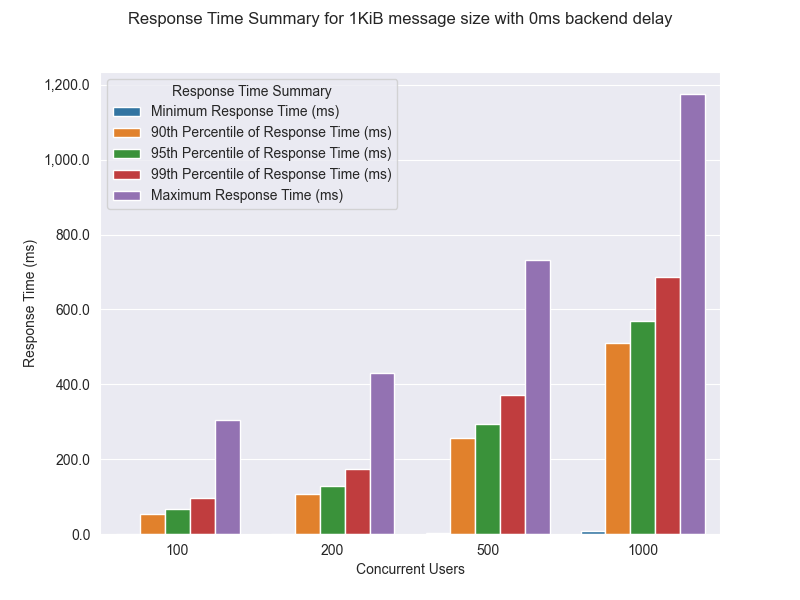 Response Time Summary for 1KiB message size with 0ms backend delay
Response Time Summary
Minimum Response Time (ms)
90th Percentile of Response Time (ms)
95th Percentile of Response Time (ms)
99th Percentile of Response Time (ms)
Maximum Response Time (ms)
Response Time (ms)
1,200.0
1,000.0
800.0
600.0
400.0
200.0
0.0
100 200 500 1000
Concurrent Users